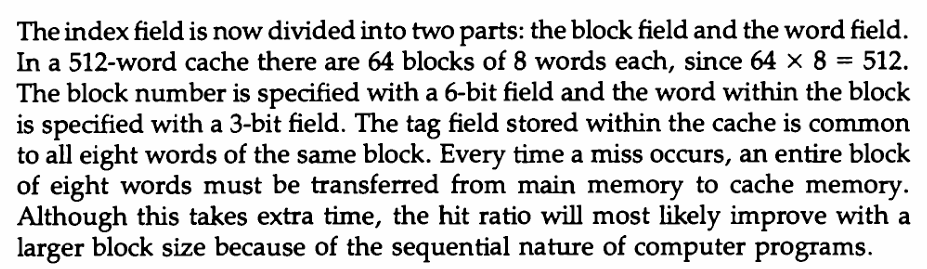 The index field is now divided into two parts: the block field and the word field.
In a 512-word cache there are 64 blocks of 8 words each, since 64 × 8 = 512.
The block number is specified with a 6-bit field and the word within the block
is specified with a 3-bit field. The tag field stored within the cache is common
to all eight words of the same block. Every time a miss occurs, an entire block
of eight words must be transferred from main memory to cache memory.
Although this takes extra time, the hit ratio will most likely improve with a
larger block size because of the sequential nature of computer programs.